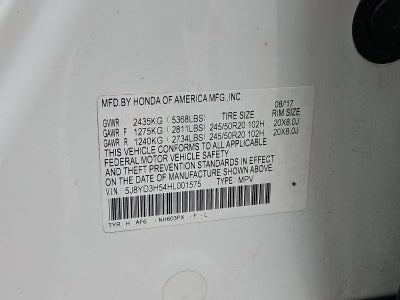 MFD.BY HONDA OF AMERICA MFG., INC. 08/'17
GVWR 2435KG ( 5368LBS) TIRE SIZE RIM SIZE
GAWR F 1275KG ( 2811LBS) 245/50R20 102H 20X8.0J
GAWR R 1240KG ( 2734LBS) 245/50R20 102H 20X8.0J
THIS VEHICLE CONFORMS TO ALL APPLICABLE
FEDERAL MOTOR VEHICLE SAFETY
AND THEFT PREVENTION STANDARDS IN EFFECT
ON THE DATE OF MANUFACTURE SHOWN ABOVE.
V.I.N.: 5J8YD3H54HL001575 TYPE: MPV
TYR H AF6 NH603PX F - L